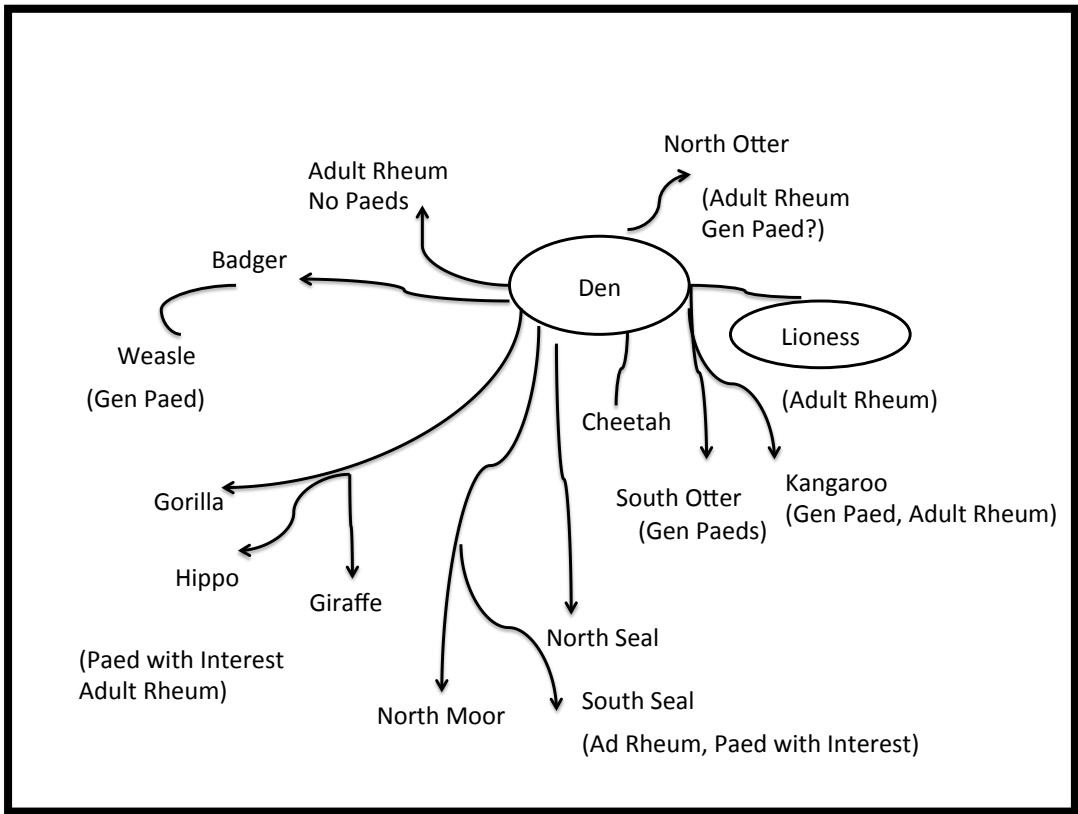 North Otter
(Adult Rheum
Gen Paed?)
Adult Rheum
No Paeds
Badger
Den
Lioness
Weasle
(Gen Paed)
(Adult Rheum)
Cheetah
Kangaroo
(Gen Paed, Adult Rheum)
South Otter
(Gen Paeds)
Gorilla
Hippo
Giraffe
(Paed with Interest
Adult Rheum)
North Seal
North Moor
South Seal
(Ad Rheum, Paed with Interest)